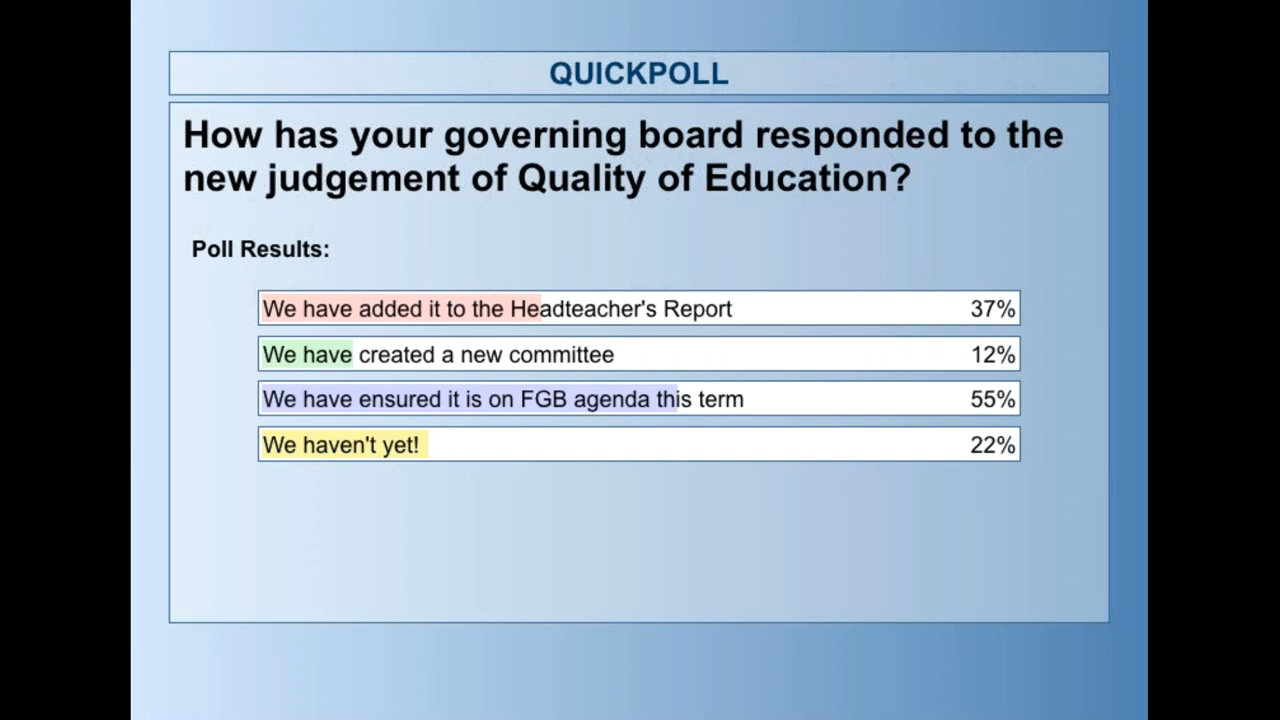 QUICKPOLL
How has your governing board responded to the
new judgement of Quality of Education?
Poll Results:
We have added it to the Headteacher's Report 37%
We have created a new committee 12%
We have ensured it is on FGB agenda this term 55%
We haven't yet! 22%